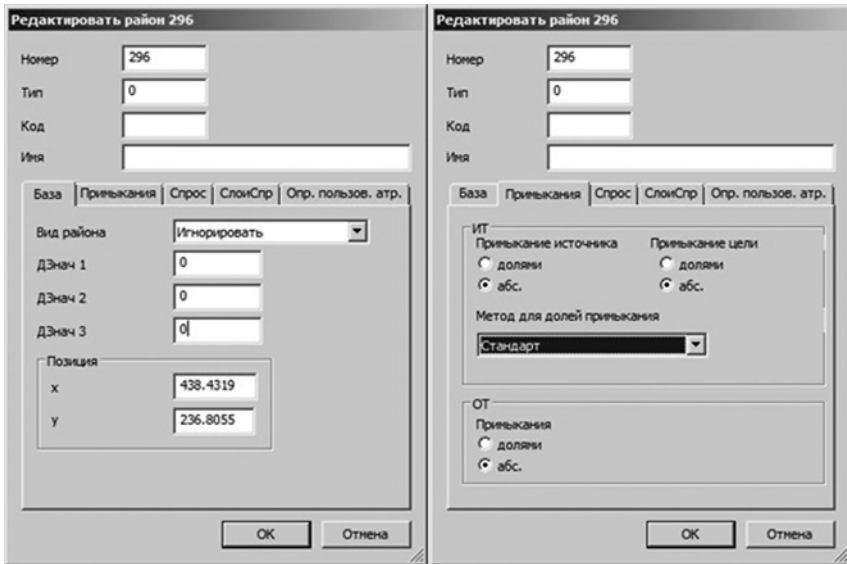 Редактировать район 296
Номер 296
Тип 0
Код
Имя
База Примыкания Спрос СлоиСпр Опр. пользов. атр.
Вид района Игнорировать
ДЗнач 1 0
ДЗнач 2 0
ДЗнач 3 0
Позиция
x 438.4319
y 236.8055
OK Отмена
Редактировать район 296
Номер 296
Тип 0
Код
Имя
База Примыкания Спрос СлоиСпр Опр. пользов. атр.
ИТ
Примыкание источника Примыкание цели
долями долями
абс. абс.
Метод для долей примыкания
Стандарт
ОТ
Примыкания
долями
абс.
OK Отмена